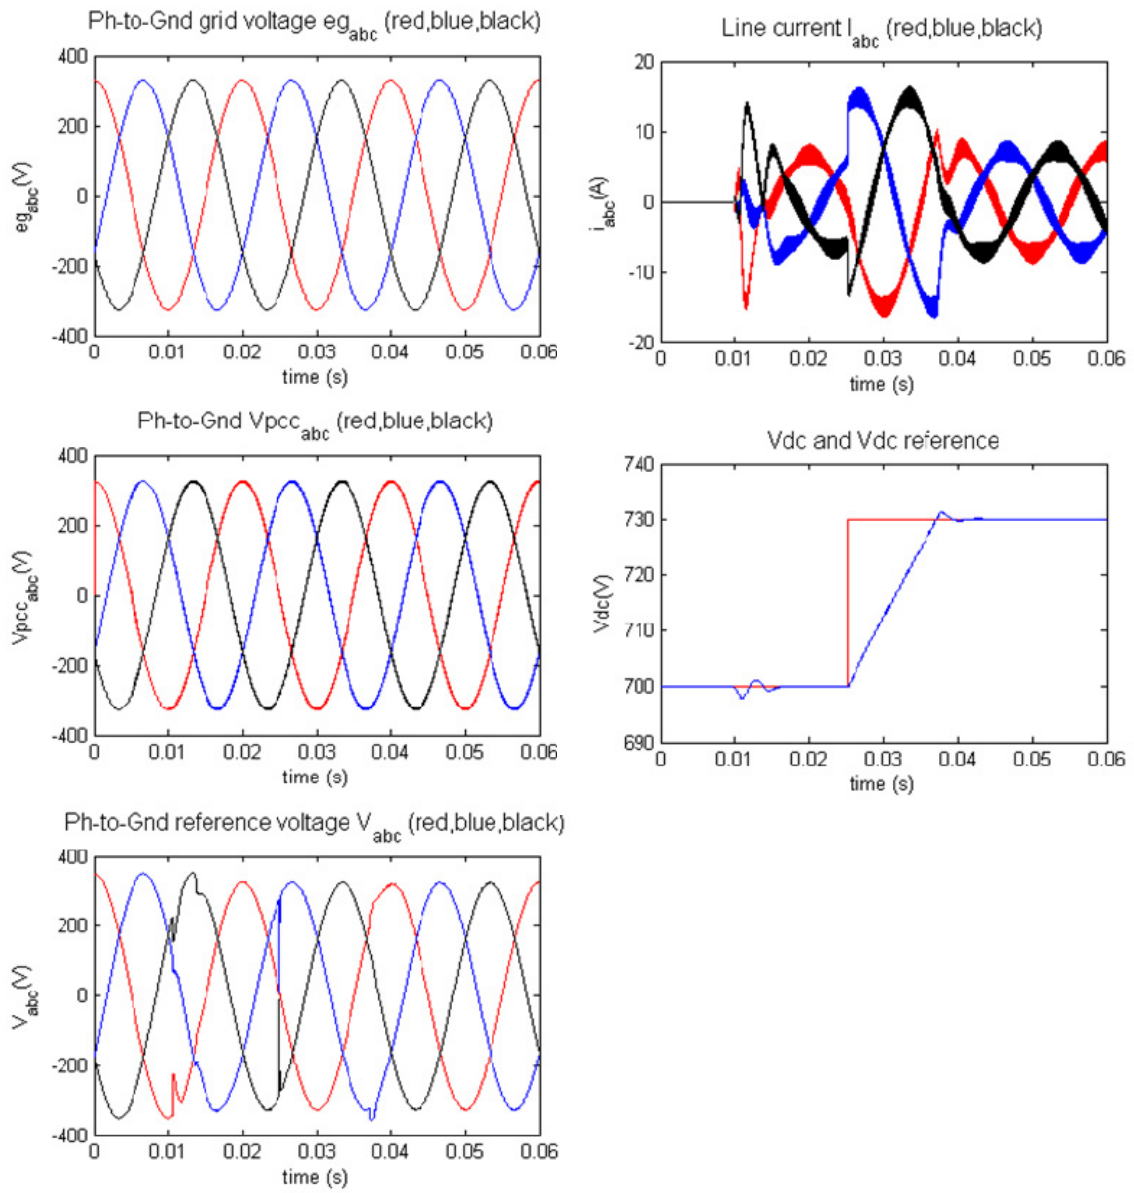 Ph-to-Gnd grid voltage eg_abc (red,blue,black)
400
200
0
-200
-400
eg_abc(V)
0 0.01 0.02 0.03 0.04 0.05 0.06
time (s)
Line current I_abc (red,blue,black)
20
10
0
-10
-20
i_abc(A)
0 0.01 0.02 0.03 0.04 0.05 0.06
time (s)
Ph-to-Gnd Vpcc_abc (red,blue,black)
400
200
0
-200
-400
Vpcc_abc(V)
0 0.01 0.02 0.03 0.04 0.05 0.06
time (s)
Vdc and Vdc reference
740
730
720
710
700
690
Vdc(V)
0 0.01 0.02 0.03 0.04 0.05 0.06
time (s)
Ph-to-Gnd reference voltage V_abc (red,blue,black)
400
200
0
-200
-400
V_abc(V)
0 0.01 0.02 0.03 0.04 0.05 0.06
time (s)